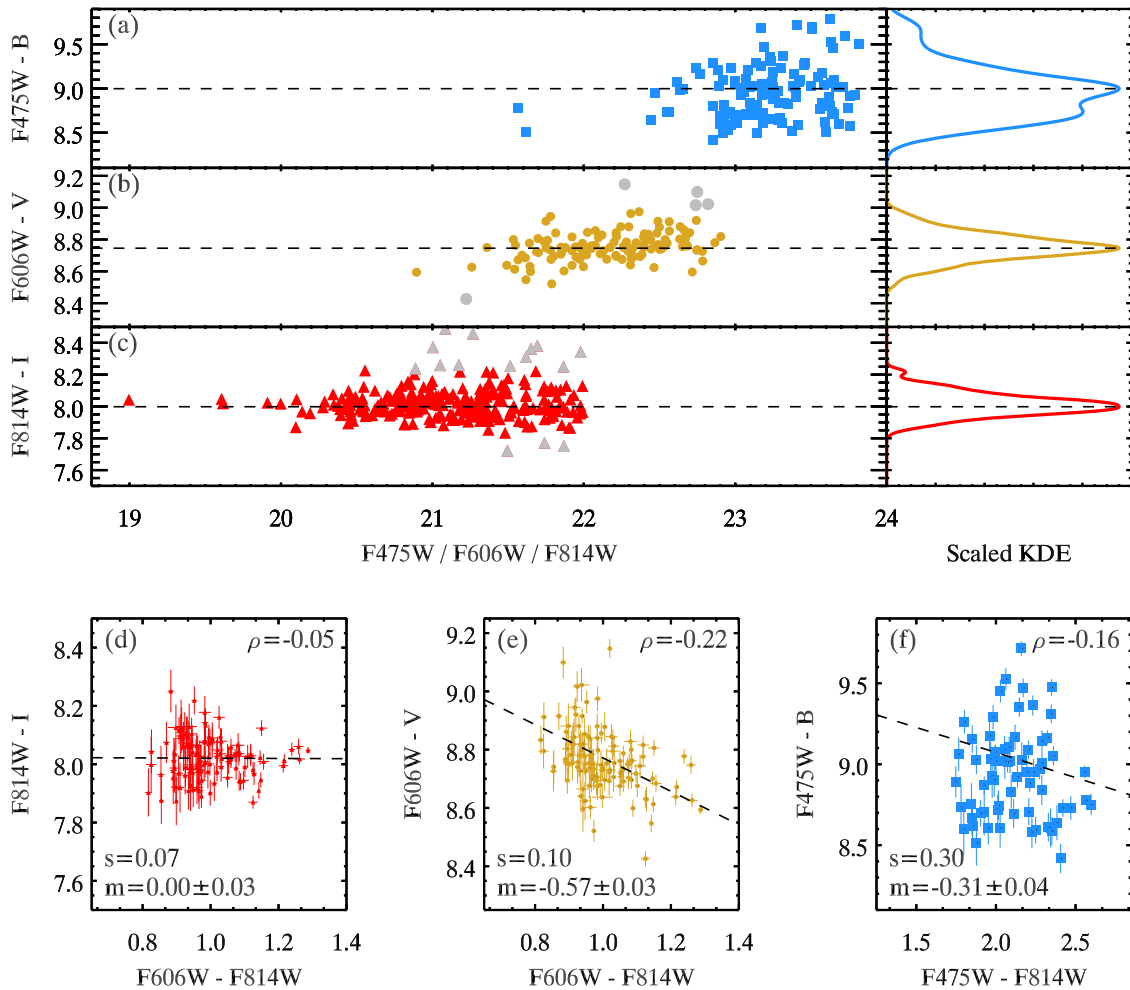 (a)
F475W - B
9.5
9.0
8.5
(b)
F606W - V
9.2
9.0
8.8
8.6
8.4
(c)
F814W - I
8.4
8.2
8.0
7.8
7.6
19 20 21 22 23 24
F475W / F606W / F814W
Scaled KDE
(d)
ρ=-0.05
F814W - I
8.4
8.2
8.0
7.8
7.6
s=0.07
m=0.00±0.03
0.8 1.0 1.2 1.4
F606W - F814W
(e)
ρ=-0.22
F606W - V
9.2
9.0
8.8
8.6
8.4
s=0.10
m=-0.57±0.03
0.8 1.0 1.2 1.4
F606W - F814W
(f)
ρ=-0.16
F475W - B
9.5
9.0
8.5
s=0.30
m=-0.31±0.04
1.5 2.0 2.5
F475W - F814W